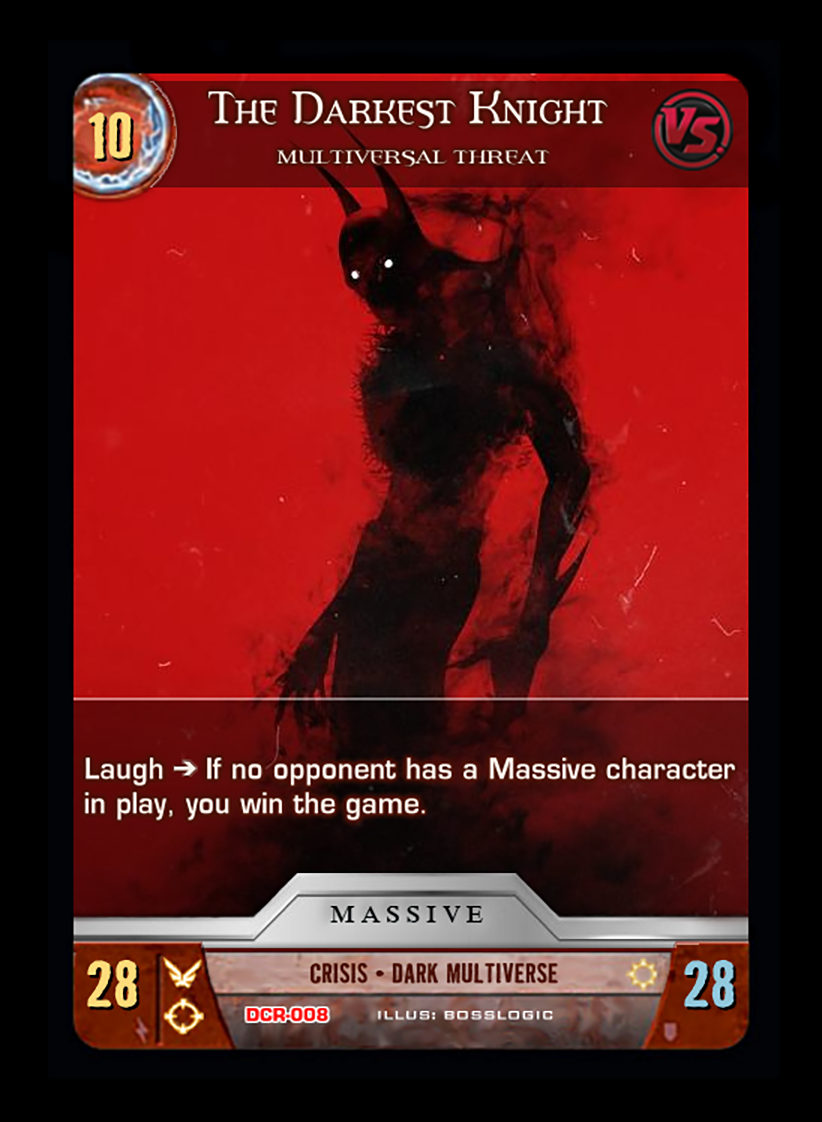 10
The Darkest Knight
VS.
MULTIVERSAL THREAT
Laugh ➔ If no opponent has a Massive character
in play, you win the game.
MASSIVE
28
CRISIS • DARK MULTIVERSE
28
DCR-008
ILLUS: BOSSLOGIC